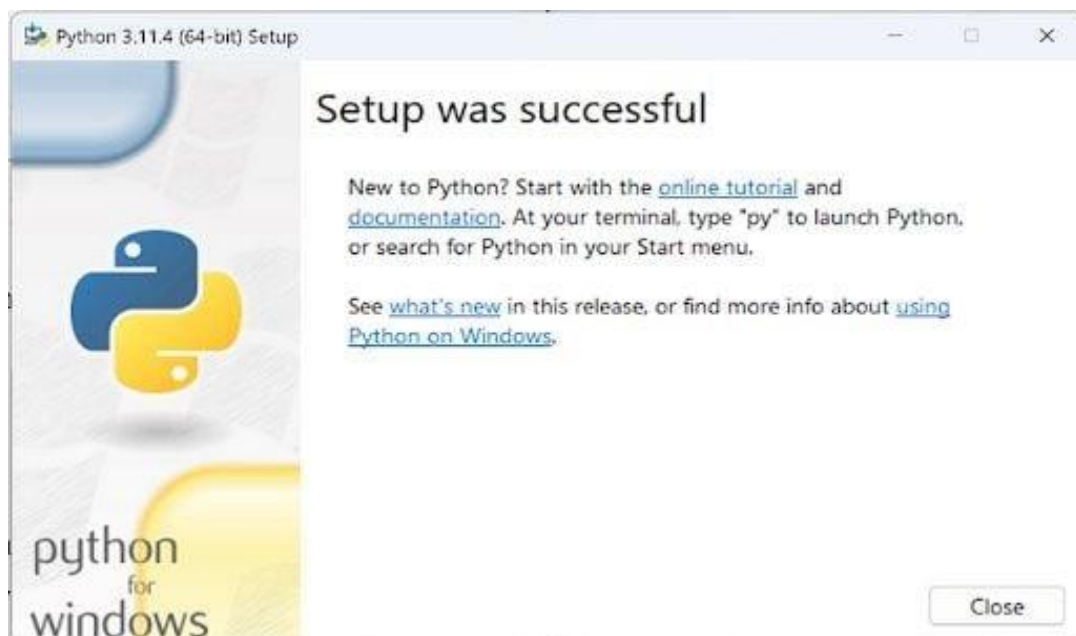 Python 3.11.4 (64-bit) Setup
Setup was successful
New to Python? Start with the online tutorial and
documentation. At your terminal, type "py" to launch Python,
or search for Python in your Start menu.
See what's new in this release, or find more info about using
Python on Windows.
python
for
windows
Close